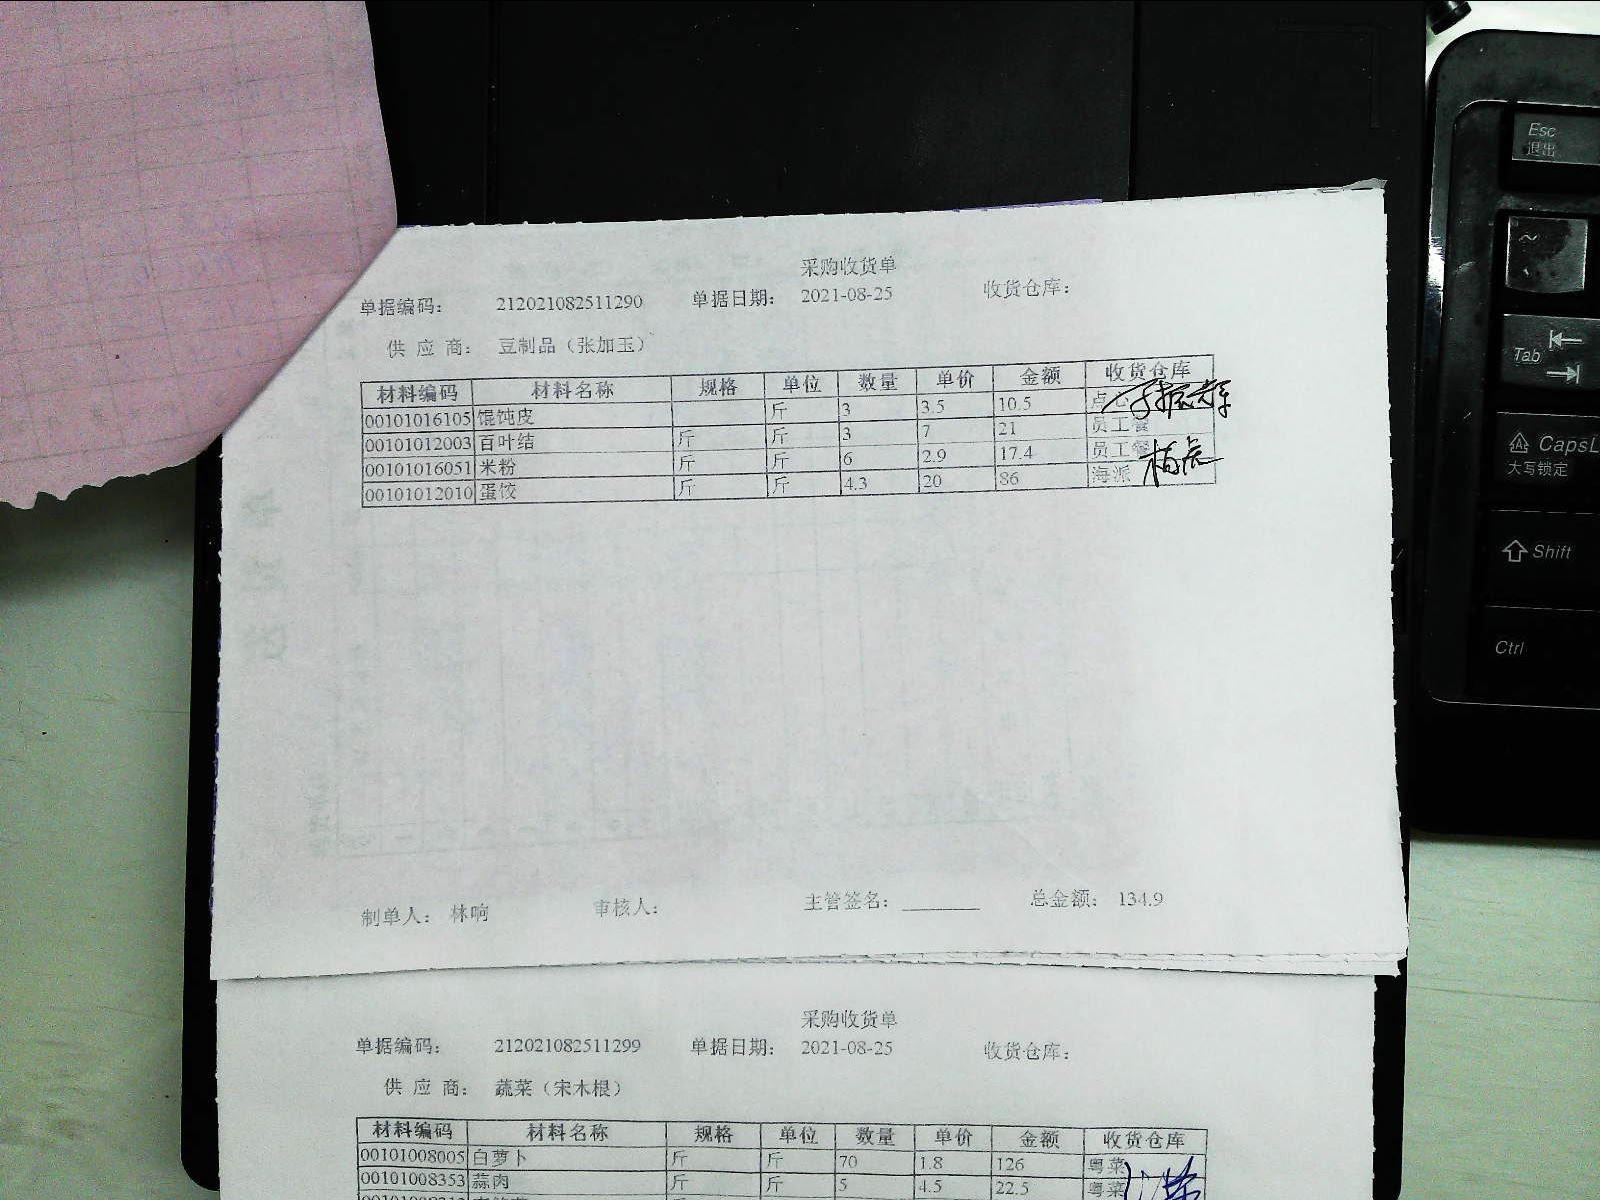 采购收货单
单据编码： 212021082511290 单据日期： 2021-08-25 收货仓库：
供 应 商： 豆制品（张加玉）
材料编码 材料名称 规格 单位 数量 单价 金额 收货仓库
00101016105 馄饨皮 斤 3 3.5 10.5 点心
00101012003 百叶结 斤 斤 3 7 21 员工餐
00101016051 米粉 斤 斤 6 2.9 17.4 员工餐
00101012010 蛋饺 斤 斤 4.3 20 86 海派
制单人： 林响 审核人： 主管签名： 总金额： 134.9
采购收货单
单据编码： 212021082511299 单据日期： 2021-08-25 收货仓库：
供 应 商： 蔬菜（宋木根）
材料编码 材料名称 规格 单位 数量 单价 金额 收货仓库
00101008005 白萝卜 斤 斤 70 1.8 126 粤菜
00101008353 蒜肉 斤 斤 5 4.5 22.5 粤菜
Esc
退出
~
Tab
CapsL
大写锁定
Shift
Ctrl